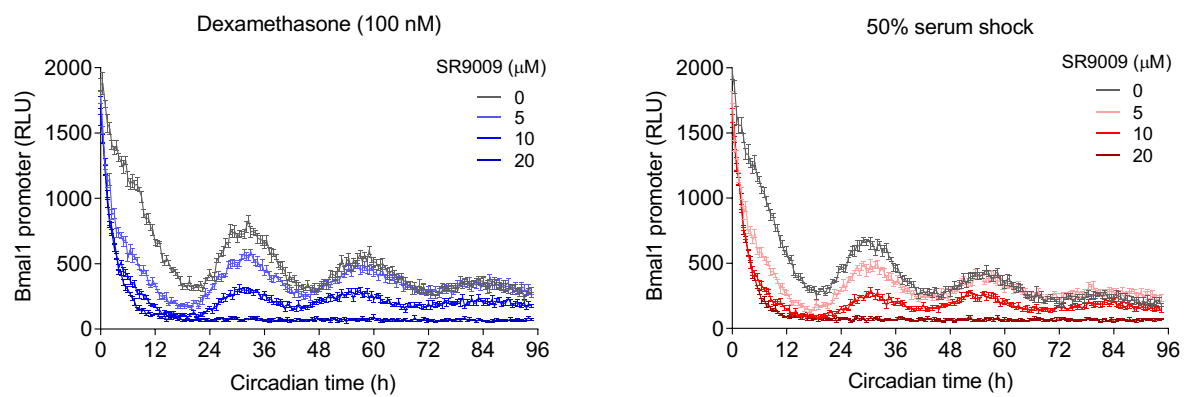 Dexamethasone (100 nM)
SR9009 (μM)
0
5
10
20
2000
1500
1000
500
0
Bmal1 promoter (RLU)
0 12 24 36 48 60 72 84 96
Circadian time (h)
50% serum shock
SR9009 (μM)
0
5
10
20
2000
1500
1000
500
0
Bmal1 promoter (RLU)
0 12 24 36 48 60 72 84 96
Circadian time (h)